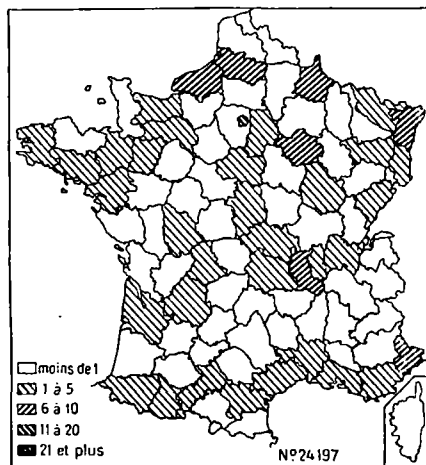 moins de 1
1 à 5
6 à 10
11 à 20
21 et plus
N° 24197